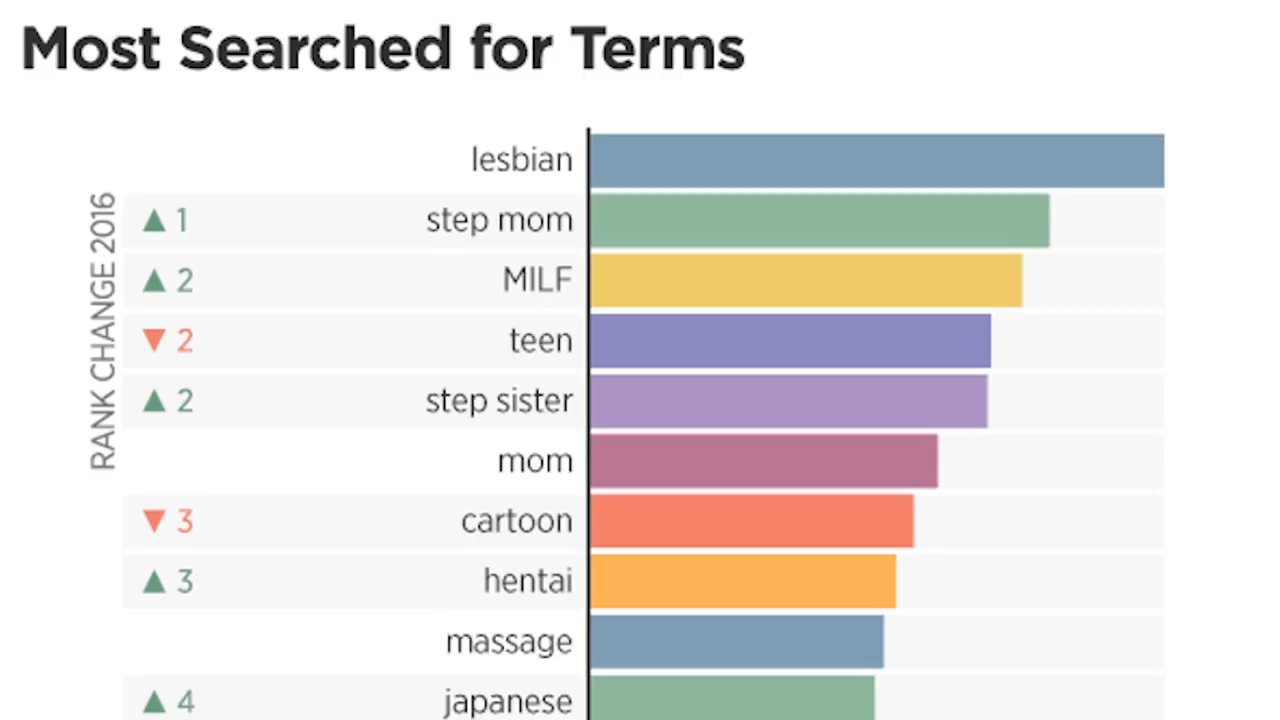 Most Searched for Terms
RANK CHANGE 2016
lesbian
▲ 1 step mom
▲ 2 MILF
▼ 2 teen
▲ 2 step sister
mom
▼ 3 cartoon
▲ 3 hentai
massage
▲ 4 japanese